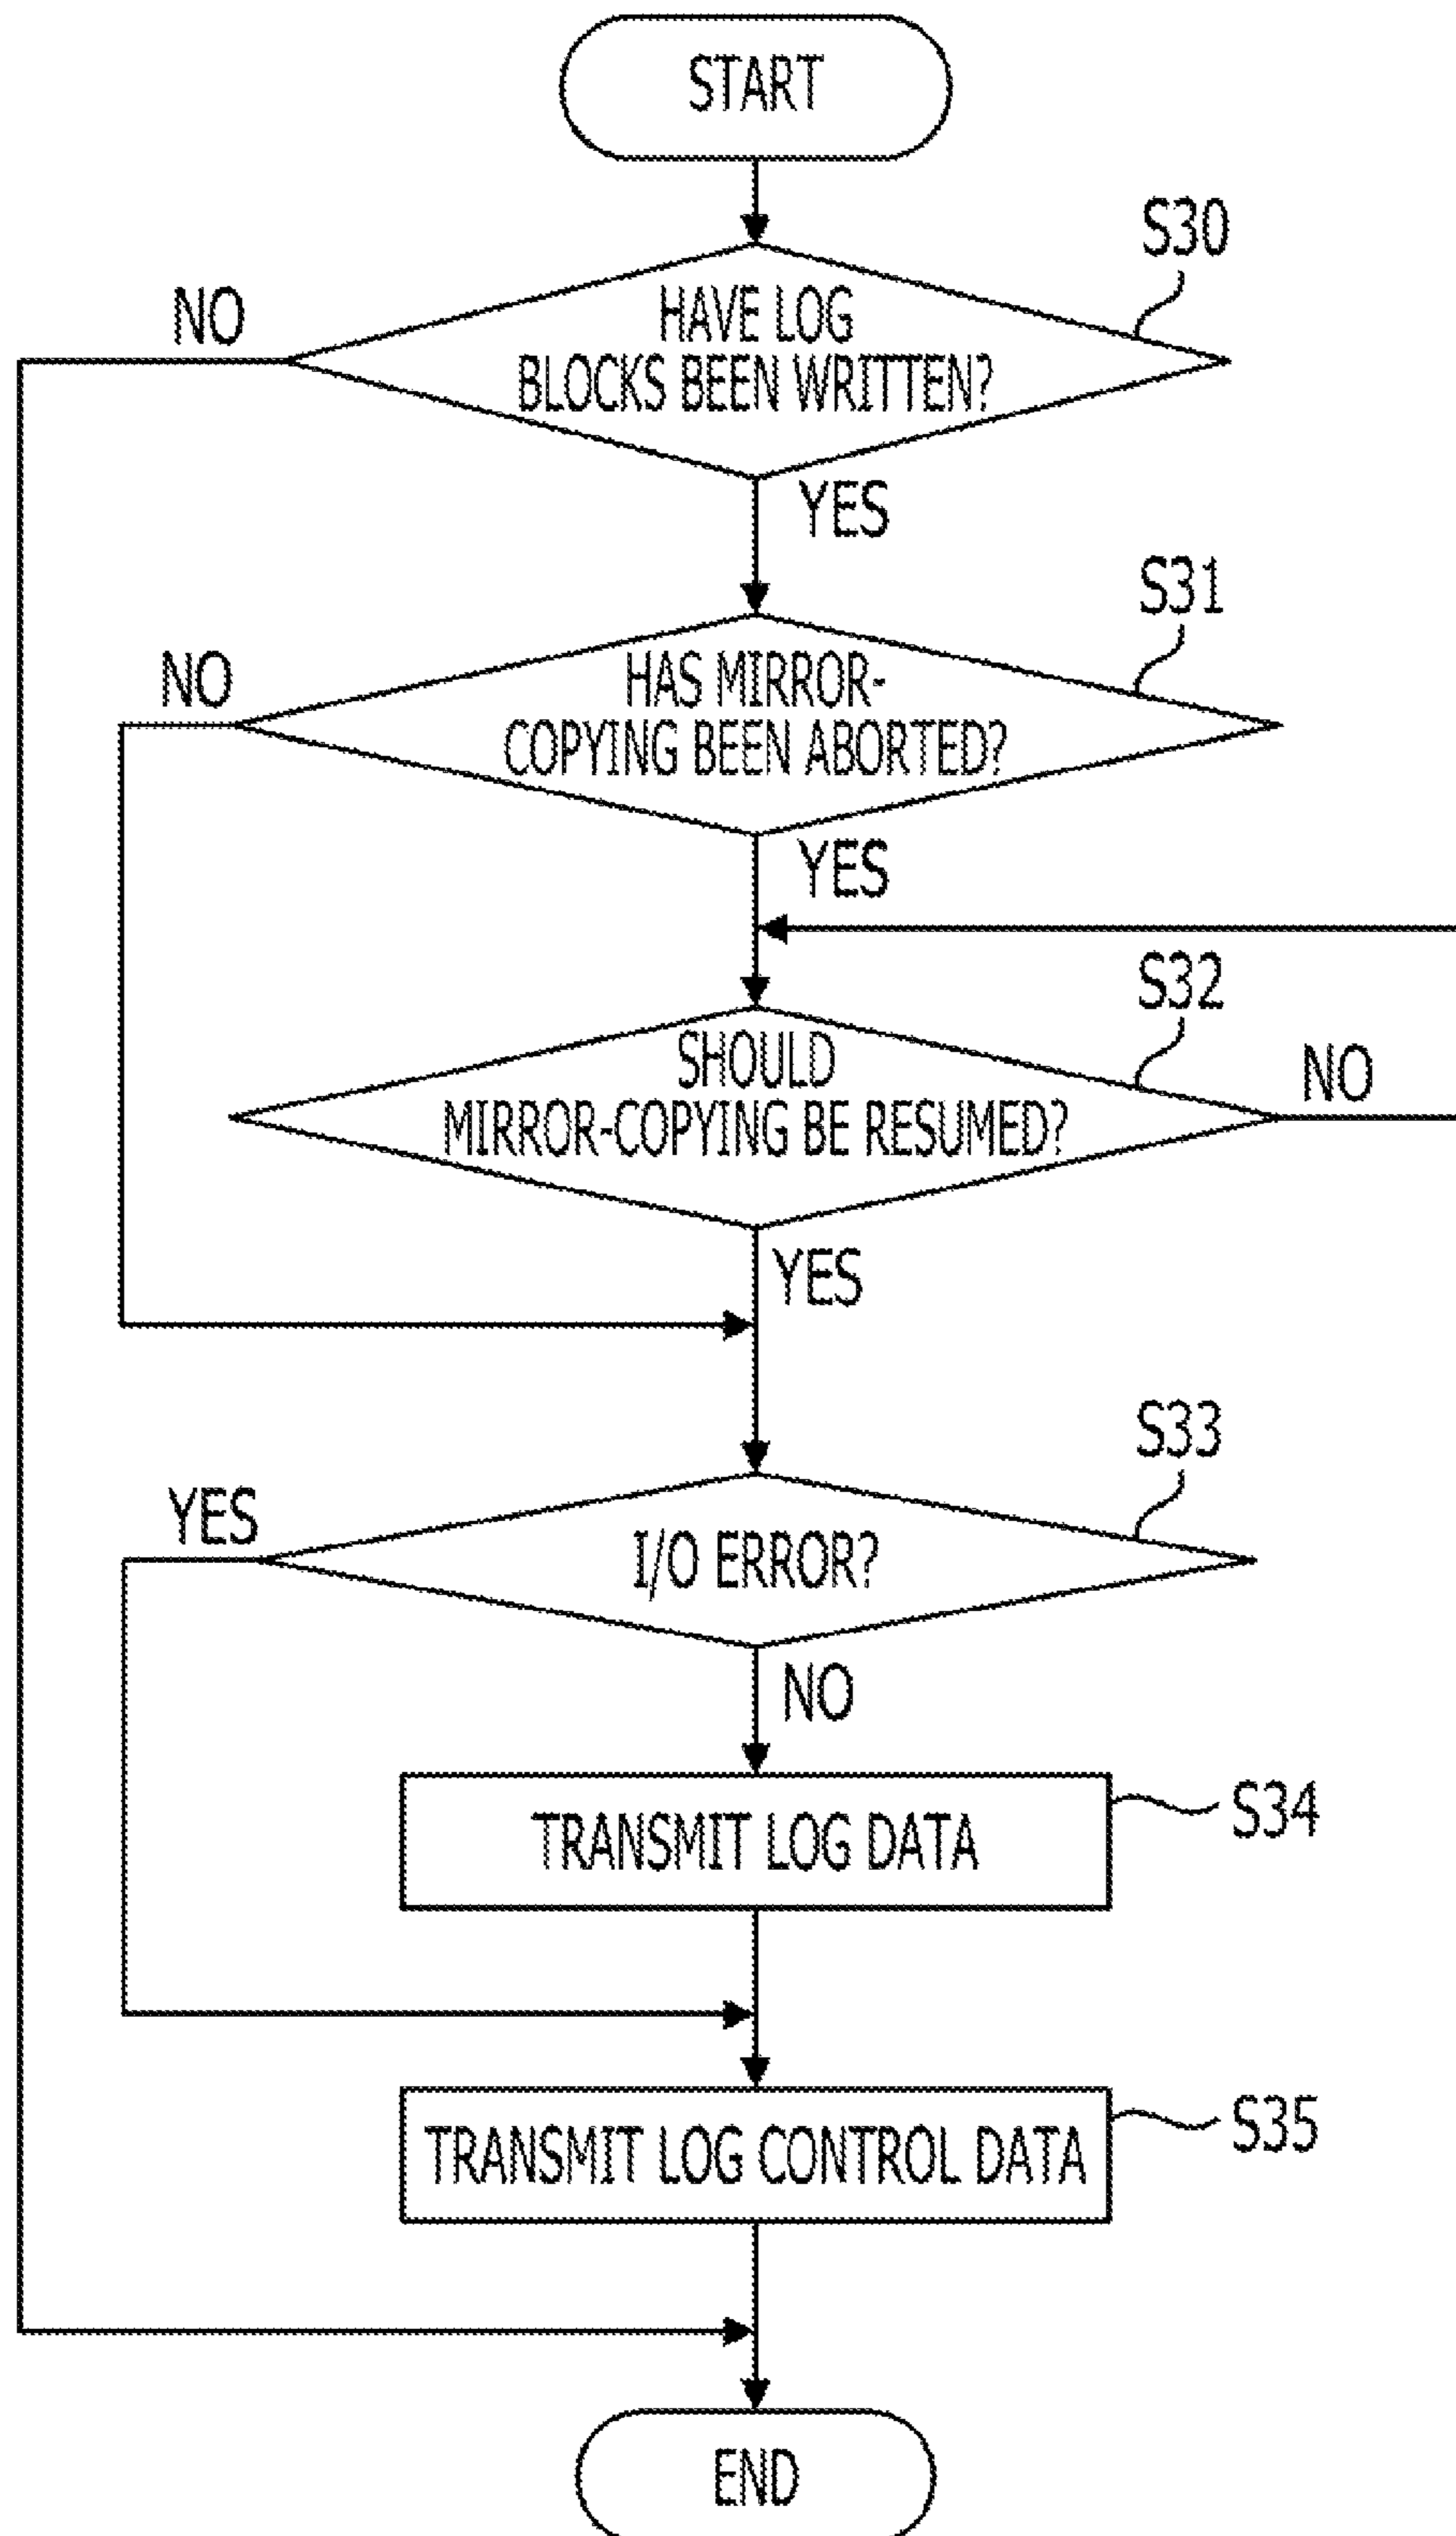 START
S30
NO
HAVE LOG
BLOCKS BEEN WRITTEN?
YES
S31
NO
HAS MIRROR-
COPYING BEEN ABORTED?
YES
S32
SHOULD
NO
MIRROR-COPYING BE RESUMED?
YES
S33
YES
I/O ERROR?
NO
TRANSMIT LOG DATA
S34
TRANSMIT LOG CONTROL DATA
S35
END